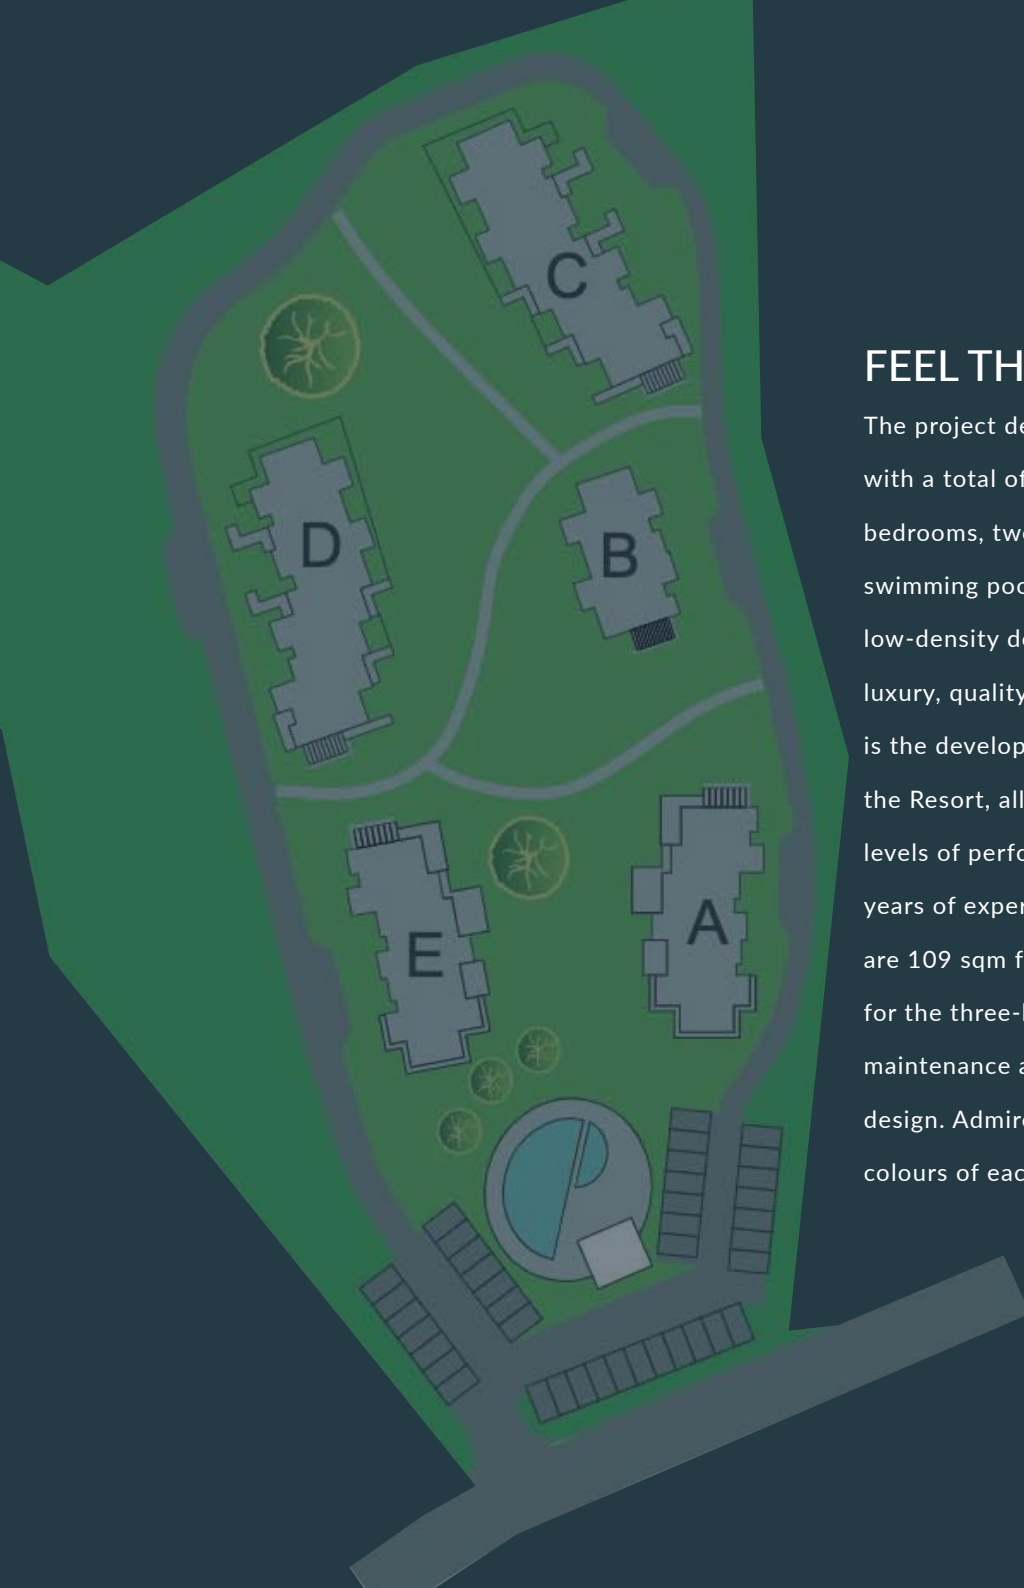 C
D
B
A
E
FEEL TH
The project de
with a total of
bedrooms, two
swimming poo
low-density de
luxury, quality
is the develop
the Resort, all
levels of perfo
years of exper
are 109 sqm f
for the three-
maintenance a
design. Admire
colours of eac